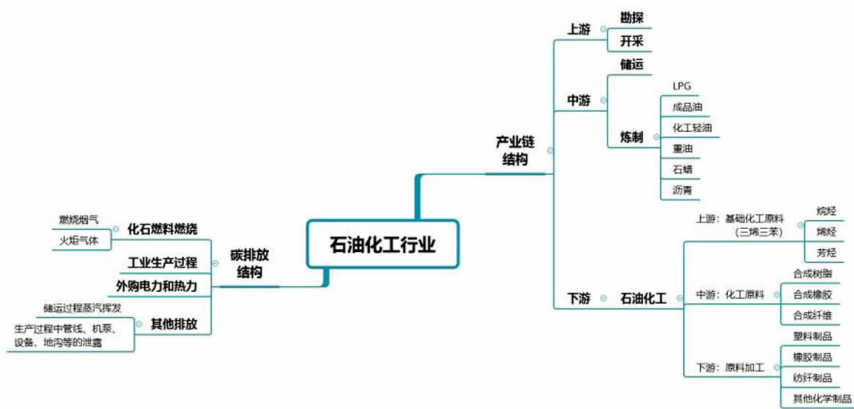 石油化工行业
产业链
结构
上游
勘探
开采
中游
储运
炼制
LPG
成品油
化工轻油
重油
石蜡
沥青
下游
石油化工
上游：基础化工原料
（三烯三苯）
烷烃
烯烃
芳烃
中游：化工原料
合成树脂
合成橡胶
合成纤维
下游：原料加工
塑料制品
橡胶制品
纺纤制品
其他化学制品
碳排放
结构
化石燃料燃烧
燃烧烟气
火炬气体
工业生产过程
外购电力和热力
其他排放
储运过程蒸汽挥发
生产过程中管线、机泵、
设备、地沟等的泄露